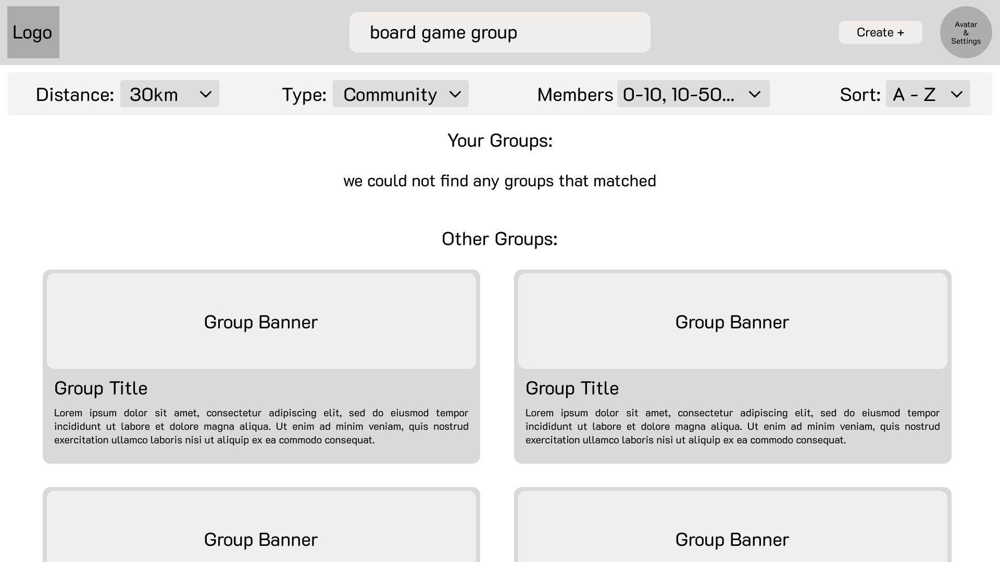 Logo
board game group
Create +
Avatar
&
Settings
Distance: 30km
Type: Community
Members 0-10, 10-50...
Sort: A - Z
Your Groups:
we could not find any groups that matched
Other Groups:
Group Banner
Group Title
Lorem ipsum dolor sit amet, consectetur adipiscing elit, sed do eiusmod tempor
incididunt ut labore et dolore magna aliqua. Ut enim ad minim veniam, quis nostrud
exercitation ullamco laboris nisi ut aliquip ex ea commodo consequat.
Group Banner
Group Title
Lorem ipsum dolor sit amet, consectetur adipiscing elit, sed do eiusmod tempor
incididunt ut labore et dolore magna aliqua. Ut enim ad minim veniam, quis nostrud
exercitation ullamco laboris nisi ut aliquip ex ea commodo consequat.
Group Banner
Group Banner